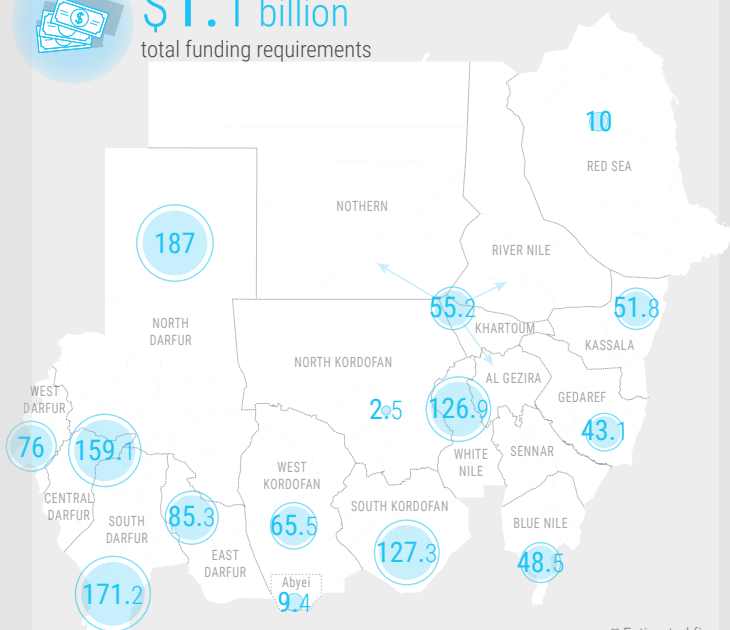 $1.1 billion
total funding requirements
10
RED SEA
NOTHERN
187
RIVER NILE
55.2
51.8
NORTH
DARFUR
KHARTOUM
KASSALA
NORTH KORDOFAN
AL GEZIRA
WEST
DARFUR
GEDAREF
2.5
126.9
43.1
76
159.1
WHITE
NILE
SENNAR
WEST
KORDOFAN
CENTRAL
DARFUR
SOUTH KORDOFAN
85.3
SOUTH
DARFUR
65.5
BLUE NILE
EAST
DARFUR
127.3
48.5
Abyei
171.2
9.4